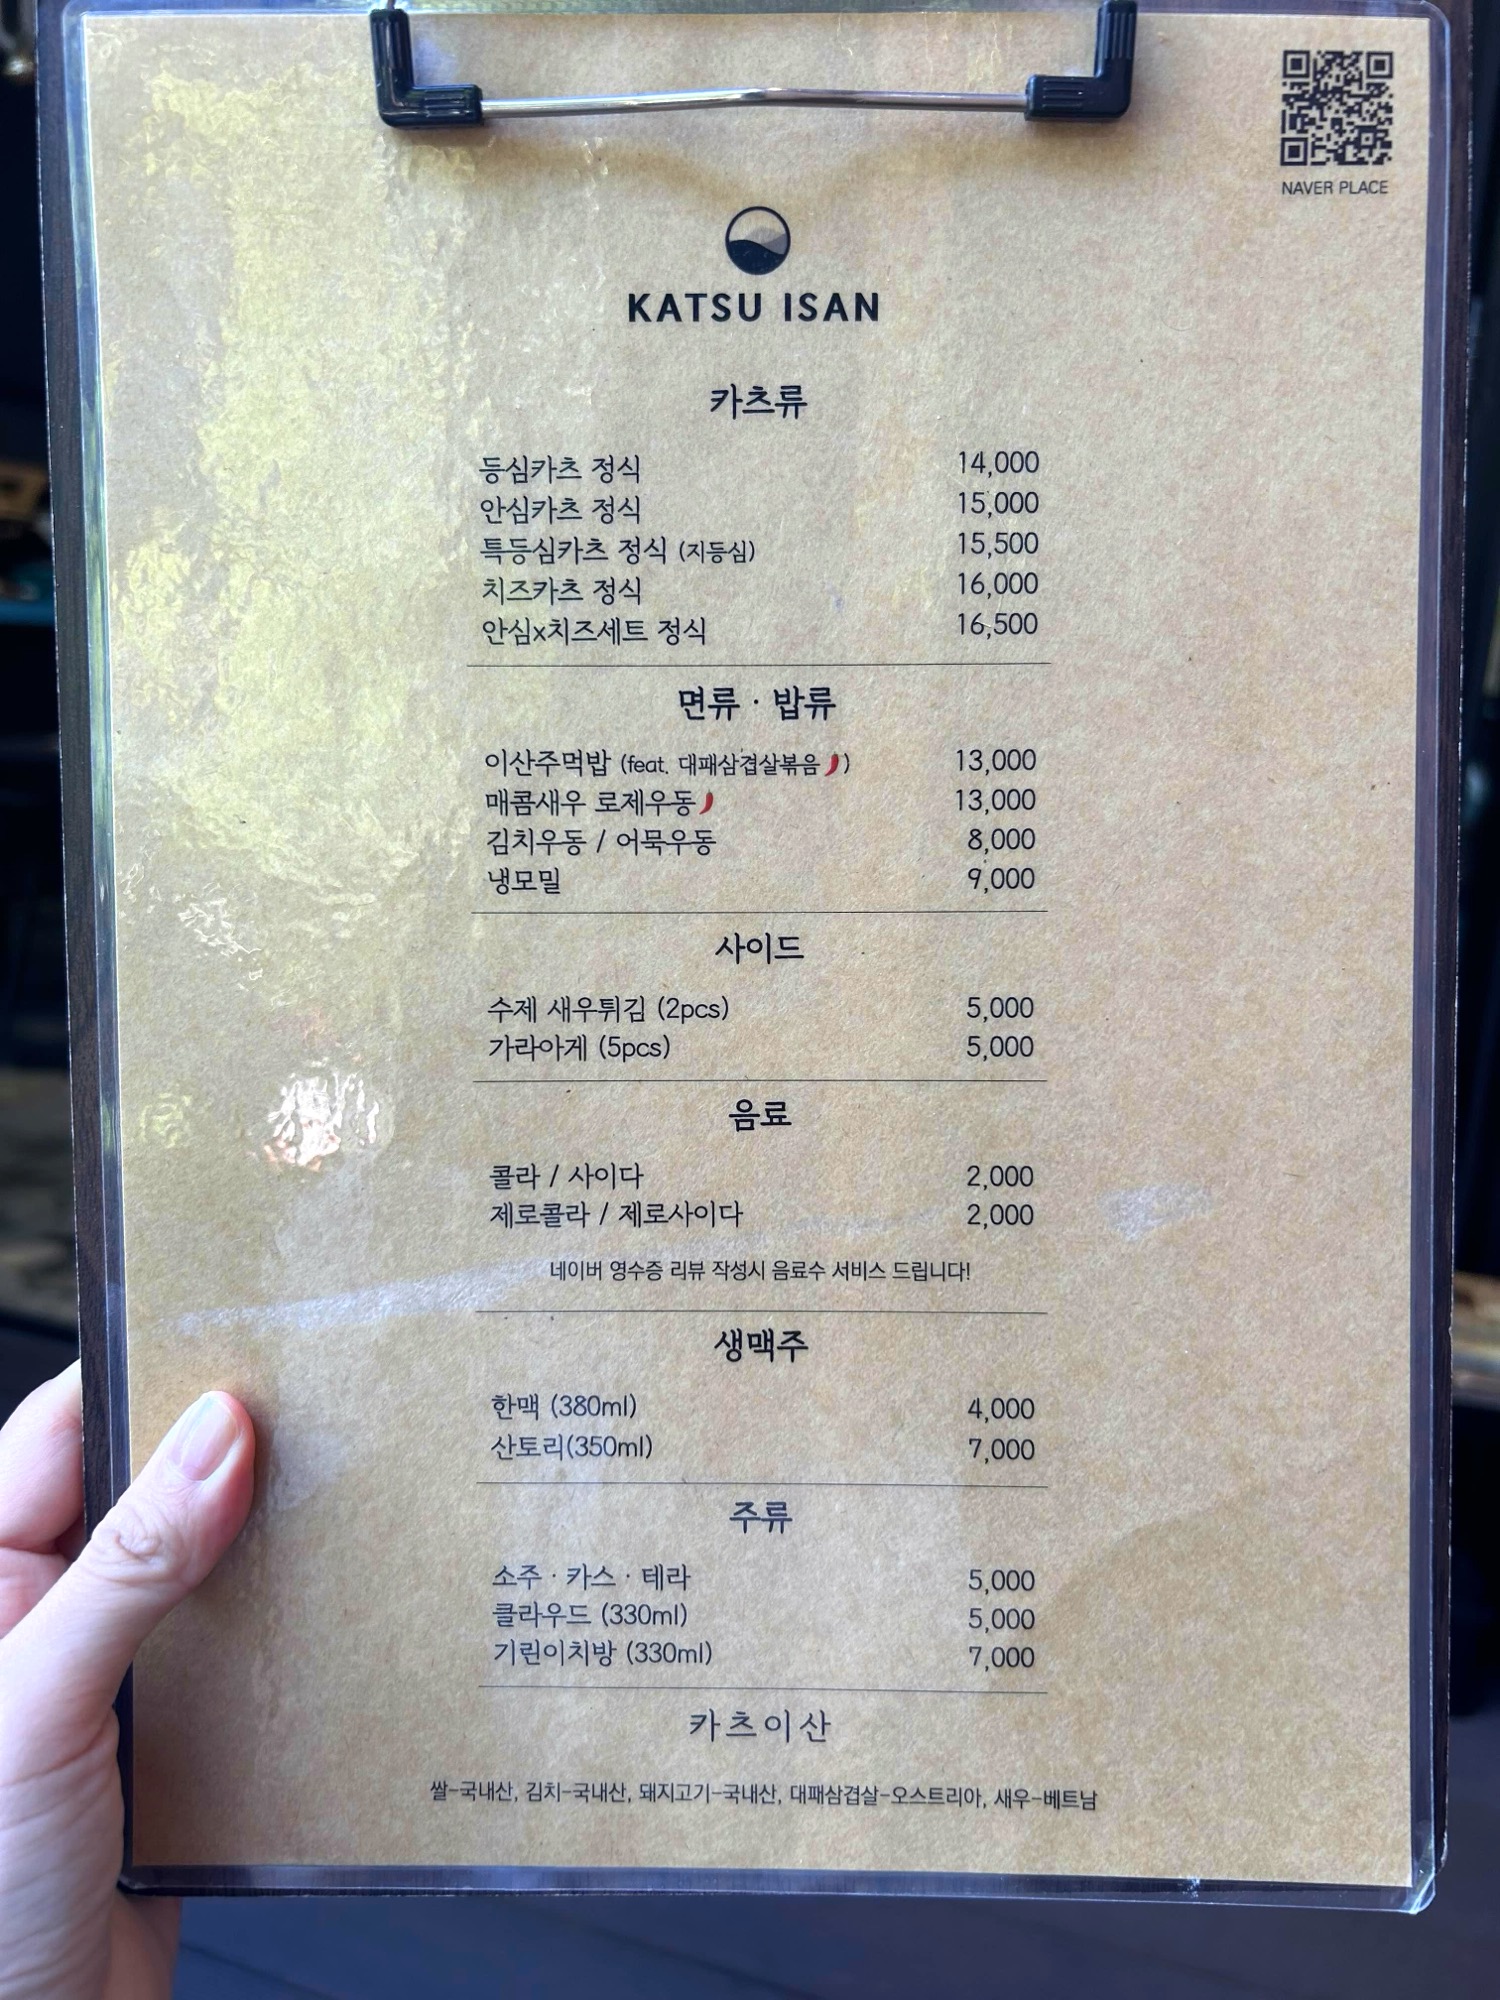 NAVER PLACE
KATSU ISAN
카츠류
등심카츠 정식 14,000
안심카츠 정식 15,000
특등심카츠 정식 (지등심) 15,500
치즈카츠 정식 16,000
안심x치즈세트 정식 16,500
면류 · 밥류
이산주먹밥 (feat. 대패삼겹살볶음🌶) 13,000
매콤새우 로제우동🌶 13,000
김치우동 / 어묵우동 8,000
냉모밀 9,000
사이드
수제 새우튀김 (2pcs) 5,000
가라아게 (5pcs) 5,000
음료
콜라 / 사이다 2,000
제로콜라 / 제로사이다 2,000
네이버 영수증 리뷰 작성시 음료수 서비스 드립니다!
생맥주
한맥 (380ml) 4,000
산토리(350ml) 7,000
주류
소주 · 카스 · 테라 5,000
클라우드 (330ml) 5,000
기린이치방 (330ml) 7,000
카츠이산
쌀-국내산, 김치-국내산, 돼지고기-국내산, 대패삼겹살-오스트리아, 새우-베트남